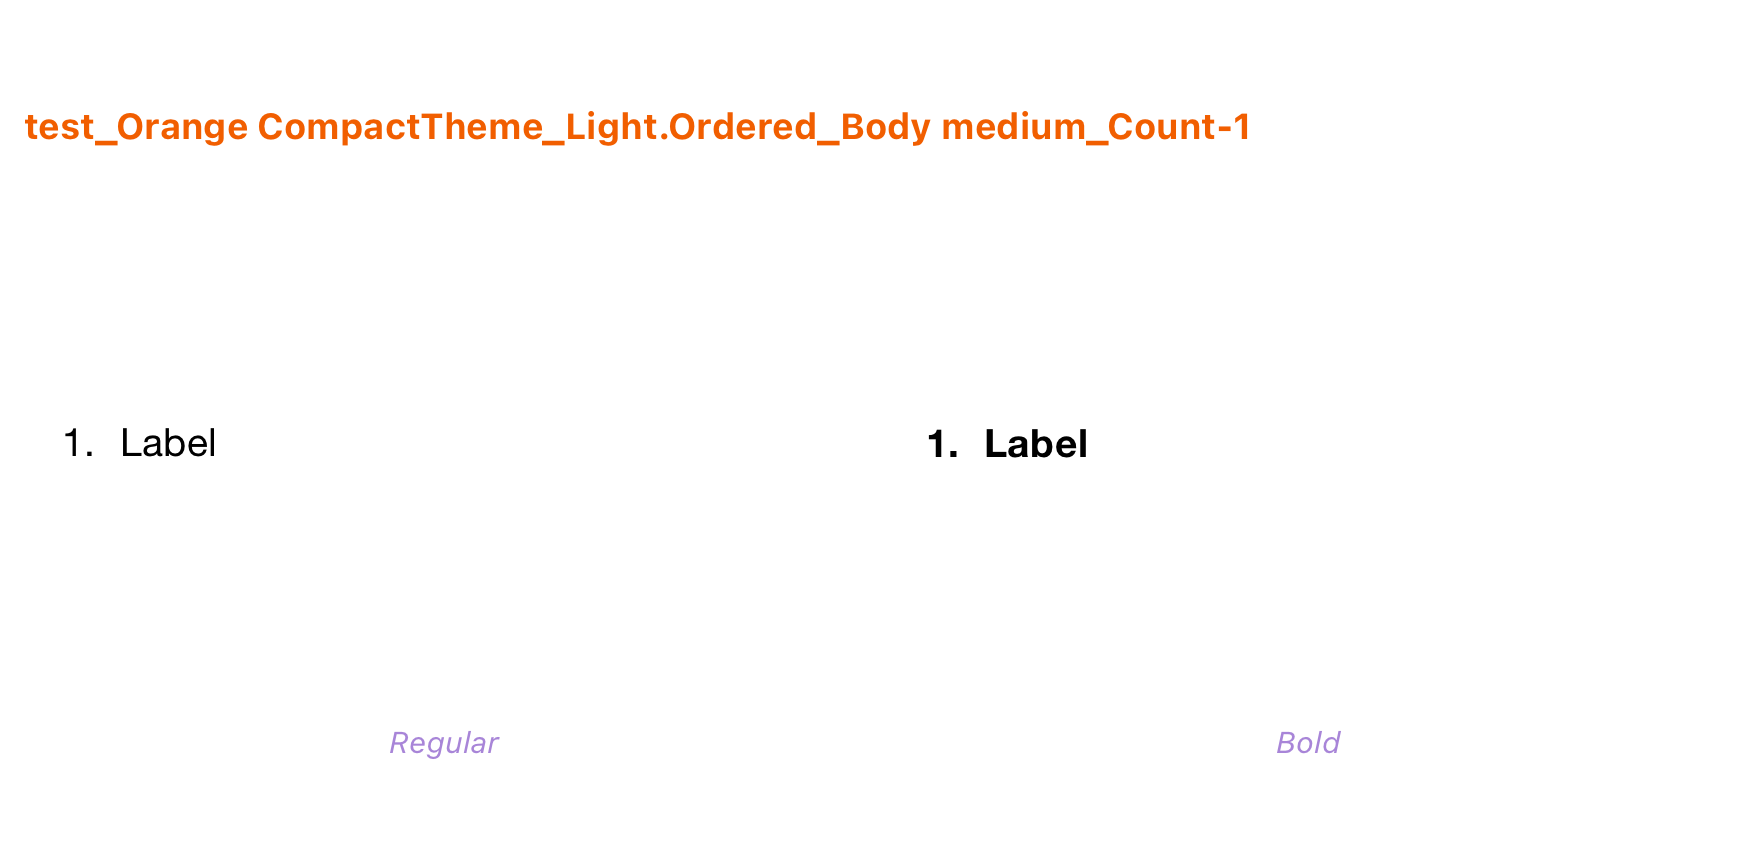 test_Orange CompactTheme_Light.Ordered_Body medium_Count-1
1. Label
1. Label
Regular
Bold